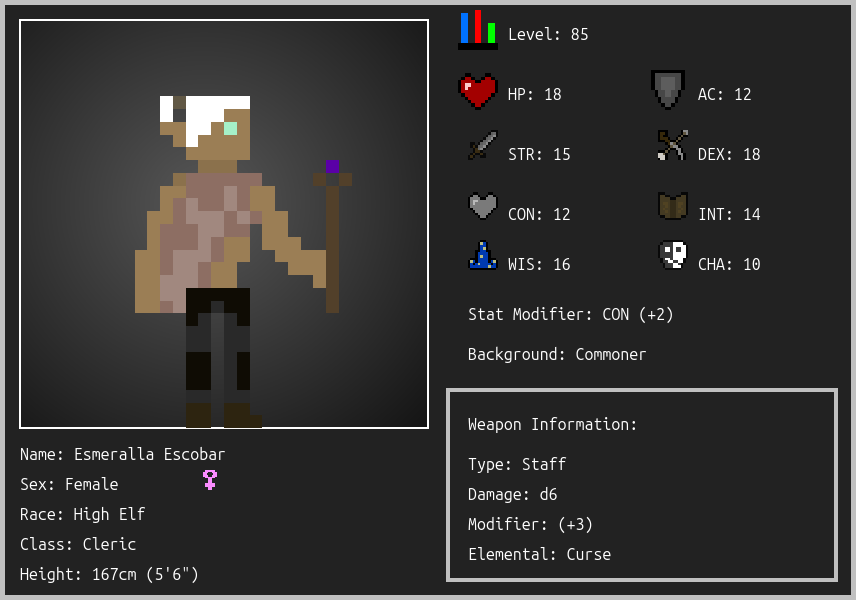 Level: 85
HP: 18
AC: 12
STR: 15
DEX: 18
CON: 12
INT: 14
WIS: 16
CHA: 10
Stat Modifier: CON (+2)
Background: Commoner
Weapon Information:
Type: Staff
Damage: d6
Modifier: (+3)
Elemental: Curse
Name: Esmeralla Escobar
Sex: Female
Race: High Elf
Class: Cleric
Height: 167cm (5'6")